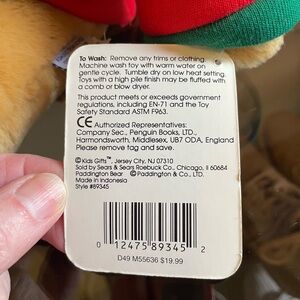 To Wash: Remove any trims or clothing.
Machine wash toy with warm water on
gentle cycle. Tumble dry on low heat setting.
Toys with a high pile finish may be fluffed with
a comb or blow dryer.
This product meets or exceeds government
regulations, including EN-71 and the Toy
Safety Standard ASTM F963.
CE Authorized Representatives:
Company Sec., Penguin Books, LTD.,
Harmondsworth, Middlesex, UB7 ODA, England
Please remove tag and save.
© Kids Gifts™, Jersey City, NJ 07310
Sold by Sears & Sears Roebuck Co., Chicago, Il 60684
Paddington Bear © Paddington & Co., LTD.
Made in Indonesia
Style #89345
0 12475 89345 2
D49 M55636 $19.99